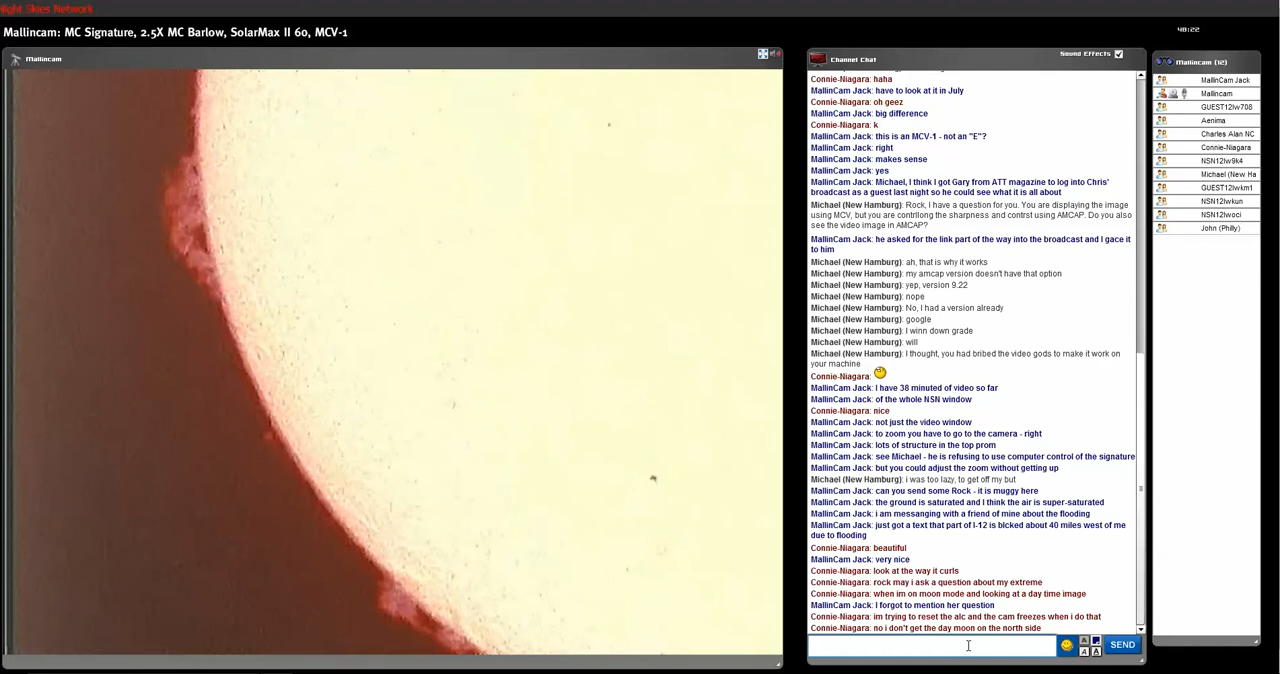 Night Skies Network
Mallincam: MC Signature, 2.5X MC Barlow, SolarMax II 60, MCV-1
48:22
Mallincam
Channel Chat
Sound Effects
Connie-Niagara: haha
MallinCam Jack: have to look at it in July
Connie-Niagara: oh geez
MallinCam Jack: big difference
Connie-Niagara: k
MallinCam Jack: this is an MCV-1 - not an "E"?
MallinCam Jack: right
MallinCam Jack: makes sense
MallinCam Jack: yes
MallinCam Jack: Michael, I think I got Gary from ATT magazine to log into Chris'
broadcast as a guest last night so he could see what it is all about
Michael (New Hamburg): Rock, I have a question for you. You are displaying the image
using MCV, but you are contrllong the sharpness and contrst using AMCAP. Do you also
see the video image in AMCAP?
MallinCam Jack: he asked for the link part of the way into the broadcast and I gace it
to him
Michael (New Hamburg): ah, that is why it works
Michael (New Hamburg): my amcap version doesn't have that option
Michael (New Hamburg): yep, version 9.22
Michael (New Hamburg): nope
Michael (New Hamburg): No, I had a version already
Michael (New Hamburg): google
Michael (New Hamburg): I winn down grade
Michael (New Hamburg): will
Michael (New Hamburg): I thought, you had bribed the video gods to make it work on
your machine
Connie-Niagara:
MallinCam Jack: I have 38 minuted of video so far
MallinCam Jack: of the whole NSN window
Connie-Niagara: nice
MallinCam Jack: not just the video window
MallinCam Jack: to zoom you have to go to the camera - right
MallinCam Jack: lots of structure in the top prom
MallinCam Jack: see Michael - he is refusing to use computer control of the signature
MallinCam Jack: but you could adjust the zoom without getting up
Michael (New Hamburg): i was too lazy, to get off my but
MallinCam Jack: can you send some Rock - it is muggy here
MallinCam Jack: the ground is saturated and I think the air is super-saturated
MallinCam Jack: i am messanging with a friend of mine about the flooding
MallinCam Jack: just got a text that part of I-12 is blcked about 40 miles west of me
due to flooding
Connie-Niagara: beautiful
MallinCam Jack: very nice
Connie-Niagara: look at the way it curls
Connie-Niagara: rock may i ask a question about my extreme
Connie-Niagara: when im on moon mode and looking at a day time image
MallinCam Jack: I forgot to mention her question
Connie-Niagara: im trying to reset the alc and the cam freezes when i do that
Connie-Niagara: no i don't get the day moon on the north side
A
A A
SEND
Mallincam (12)
MallinCam Jack
Mallincam
GUEST12lw708
Aenima
Charles Alan NC
Connie-Niagara
NSN12lw9k4
Michael (New Ha
GUEST12lwkm1
NSN12lwkun
NSN12lwoci
John (Philly)